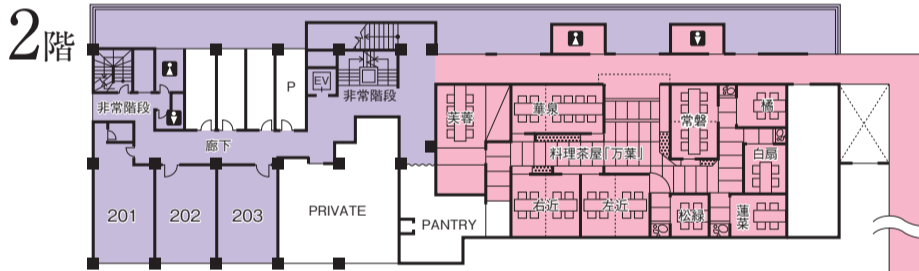 2階
EV
P
非常階段
非常階段
廊下
201
202
203
PRIVATE
PANTRY
芙蓉
華泉
常磐
橘
白扇
料理茶屋「万葉」
右近
左近
松緑
蓮菜